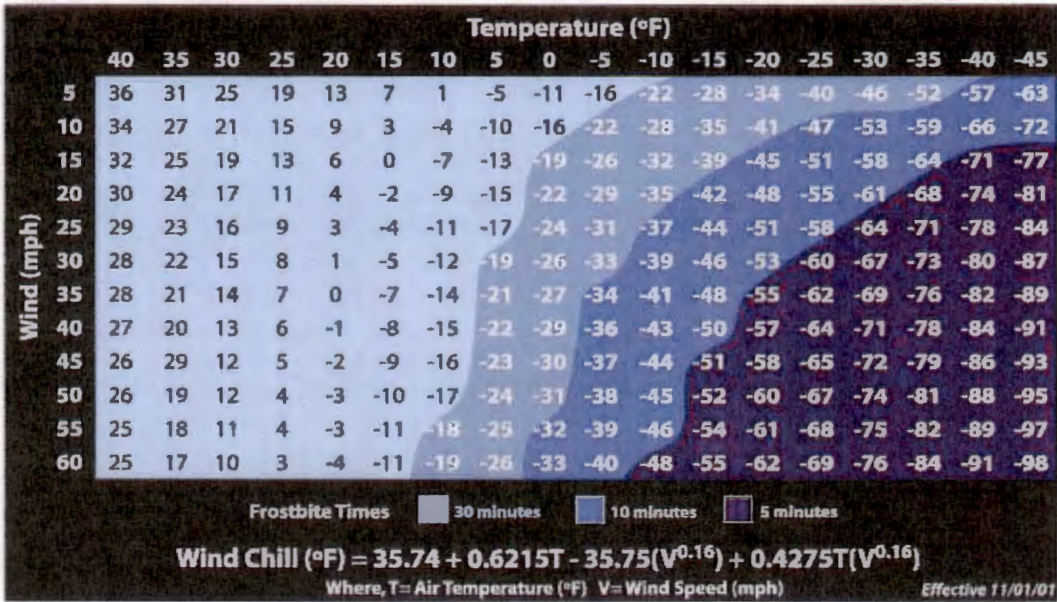 Temperature (°F)
40 35 30 25 20 15 10 5 0 -5 -10 -15 -20 -25 -30 -35 -40 -45
Wind (mph)
5 36 31 25 19 13 7 1 -5 -11 -16 -22 -28 -34 -40 -46 -52 -57 -63
10 34 27 21 15 9 3 -4 -10 -16 -22 -28 -35 -41 -47 -53 -59 -66 -72
15 32 25 19 13 6 0 -7 -13 -19 -26 -32 -39 -45 -51 -58 -64 -71 -77
20 30 24 17 11 4 -2 -9 -15 -22 -29 -35 -42 -48 -55 -61 -68 -74 -81
25 29 23 16 9 3 -4 -11 -17 -24 -31 -37 -44 -51 -58 -64 -71 -78 -84
30 28 22 15 8 1 -5 -12 -19 -26 -33 -39 -46 -53 -60 -67 -73 -80 -87
35 28 21 14 7 0 -7 -14 -21 -27 -34 -41 -48 -55 -62 -69 -76 -82 -89
40 27 20 13 6 -1 -8 -15 -22 -29 -36 -43 -50 -57 -64 -71 -78 -84 -91
45 26 29 12 5 -2 -9 -16 -23 -30 -37 -44 -51 -58 -65 -72 -79 -86 -93
50 26 19 12 4 -3 -10 -17 -24 -31 -38 -45 -52 -60 -67 -74 -81 -88 -95
55 25 18 11 4 -3 -11 -18 -25 -32 -39 -46 -54 -61 -68 -75 -82 -89 -97
60 25 17 10 3 -4 -11 -19 -26 -33 -40 -48 -55 -62 -69 -76 -84 -91 -98
Frostbite Times 30 minutes 10 minutes 5 minutes
Wind Chill (°F) = 35.74 + 0.6215T - 35.75(V^0.16) + 0.4275T(V^0.16)
Where, T= Air Temperature (°F) V= Wind Speed (mph) Effective 11/01/01